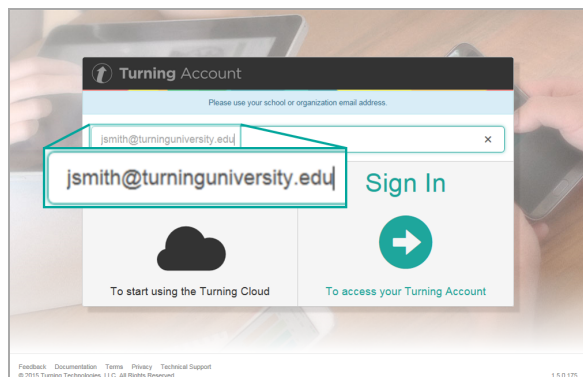 Turning Account
Please use your school or organization email address.
jsmith@turninguniversity.edu
×
jsmith@turninguniversity.edu
Sign In
To start using the Turning Cloud
To access your Turning Account
Feedback Documentation Terms Privacy Technical Support
© 2015 Turning Technologies, LLC. All Rights Reserved.
1.5.0.175